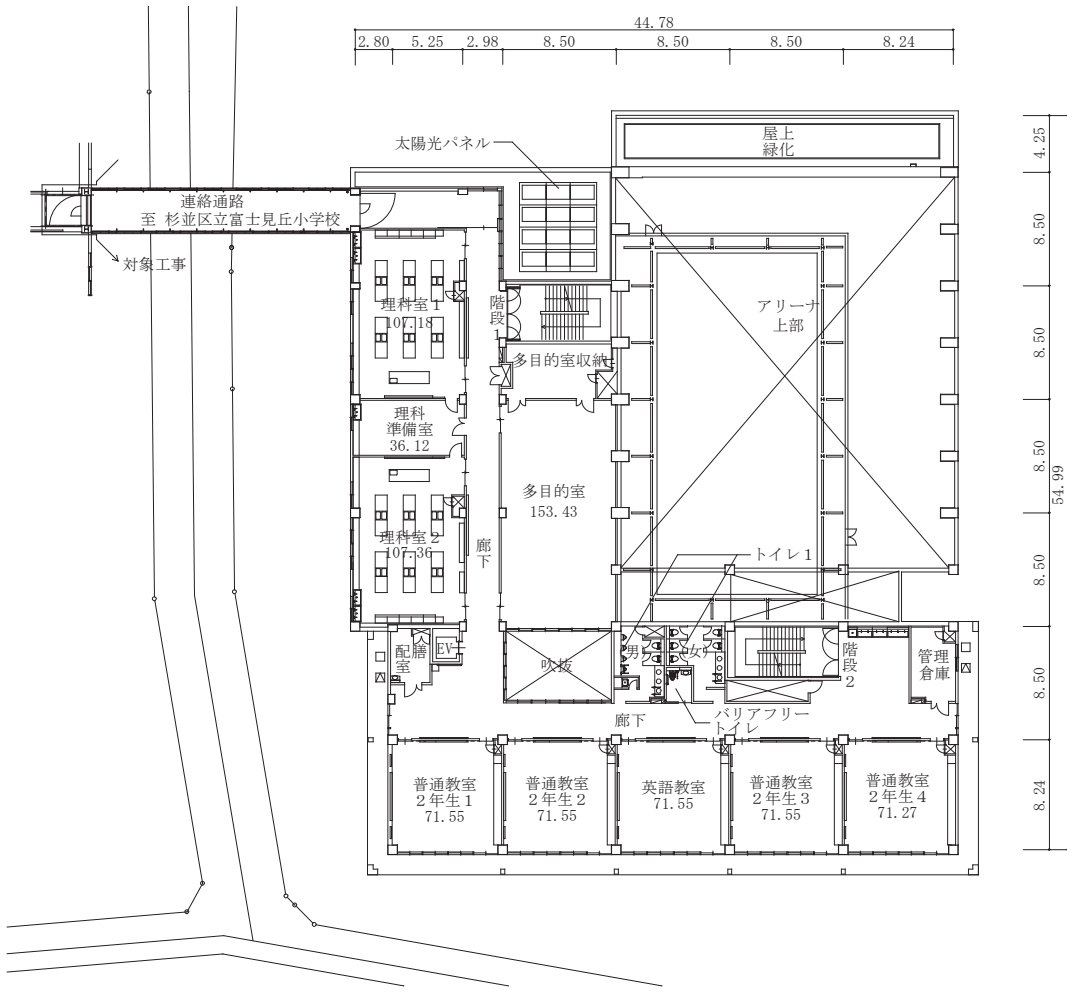 44.78
2.80 5.25 2.98 8.50 8.50 8.50 8.24
屋上
緑化
太陽光パネル
4.25
連絡通路
至 杉並区立富士見丘小学校
対象工事
8.50
理科室1
107.18
階段1
アリーナ
上部
8.50
多目的室収納
理科
準備室
36.12
8.50
54.99
多目的室
153.43
理科室2
107.36
廊下
トイレ1
8.50
配膳室
EV
吹抜
男
女
階段2
管理
倉庫
8.50
廊下
バリアフリー
トイレ
普通教室
2年生1
71.55
普通教室
2年生2
71.55
英語教室
71.55
普通教室
2年生3
71.55
普通教室
2年生4
71.27
8.24